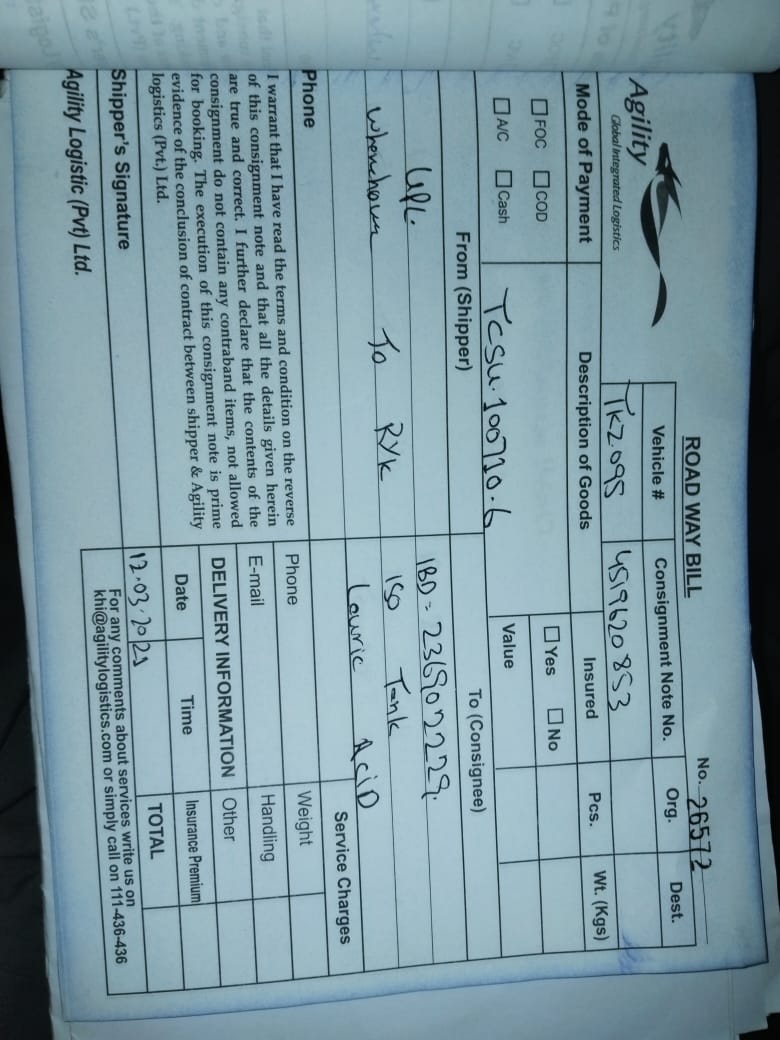 ROAD WAY BILL
No. 26572
Agility
Global Integrated Logistics
Vehicle # Consignment Note No. Org. Dest.
TKZ.095 4519620853
Mode of Payment Description of Goods Insured Pcs. Wt. (Kgs)
☐ FOC ☐ COD ☐ Yes ☐ No
☐ A/C ☐ Cash Value
TCSU.100710.6
From (Shipper) To (Consignee)
UPL. IBD = 236902229.
To RYK ISO Tank
Lauric AciD
Phone Service Charges
I warrant that I have read the terms and condition on the reverse
of this consignment note and that all the details given herein
are true and correct. I further declare that the contents of the
consignment do not contain any contraband items, not allowed
for booking. The execution of this consignment note is prime
evidence of the conclusion of contract between shipper & Agility
logistics (Pvt.) Ltd.
Phone Weight
E-mail Handling
DELIVERY INFORMATION Other
Date Time Insurance Premium
12.03.2021 TOTAL
Shipper's Signature
For any comments about services write us on
khi@agilitylogistics.com or simply call on 111-436-436
Agility Logistic (Pvt) Ltd.